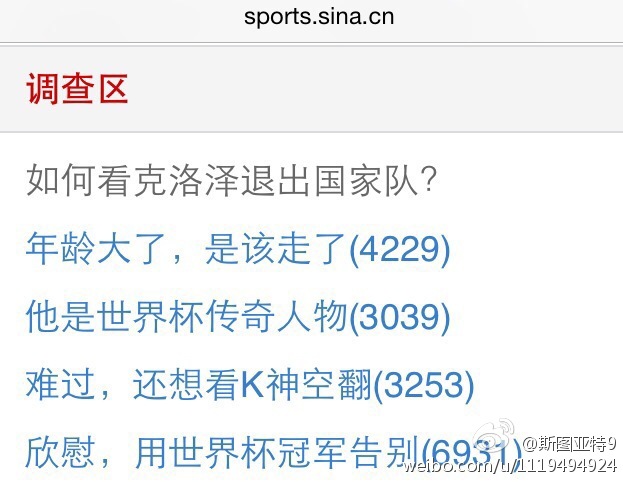 sports.sina.cn
调查区
如何看克洛泽退出国家队?
年龄大了，是该走了(4229)
他是世界杯传奇人物(3039)
难过，还想看K神空翻(3253)
欣慰，用世界杯冠军告别(6931)
@斯图亚特9
weibo.com/u/1119494924